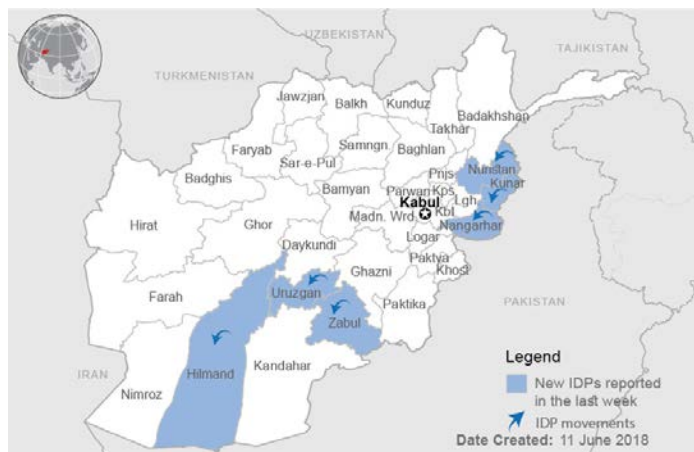 UZBEKISTAN
TAJIKISTAN
TURKMENISTAN
Jawzjan
Balkh
Kunduz
Badakhshan
Takhar
Faryab
Samngn
Baghlan
Sar-e-Pul
Badghis
Pnjs
Nuristan
Kunar
Bamyan
Parwan
Kps
Lgh
Kabul
Kbl
Hirat
Ghor
Madn. Wrd.
Nangarhar
Logar
Daykundi
Paktya
Khost
Ghazni
Farah
Uruzgan
Paktika
Zabul
PAKISTAN
Hilmand
Kandahar
IRAN
Nimroz
Legend
New IDPs reported
in the last week
IDP movements
Date Created: 11 June 2018